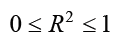 0 ≤ R² ≤ 1